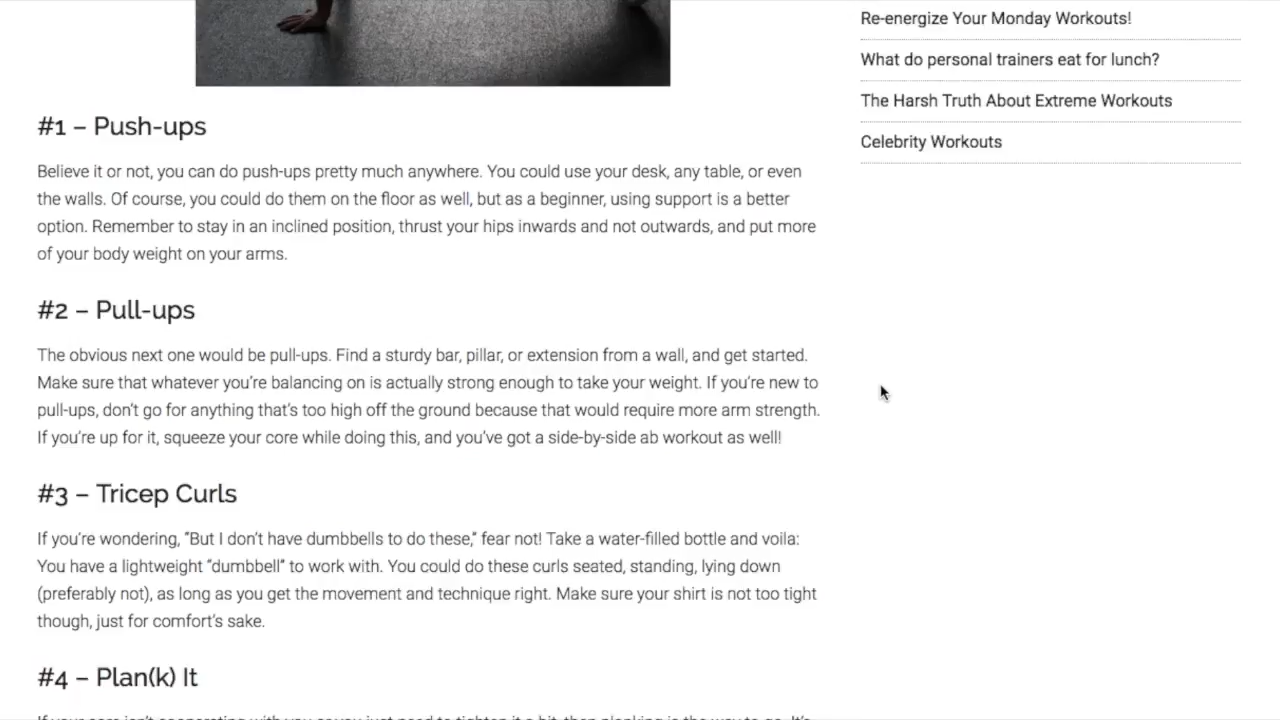 Re-energize Your Monday Workouts!
What do personal trainers eat for lunch?
The Harsh Truth About Extreme Workouts
Celebrity Workouts
#1 – Push-ups
Believe it or not, you can do push-ups pretty much anywhere. You could use your desk, any table, or even
the walls. Of course, you could do them on the floor as well, but as a beginner, using support is a better
option. Remember to stay in an inclined position, thrust your hips inwards and not outwards, and put more
of your body weight on your arms.
#2 – Pull-ups
The obvious next one would be pull-ups. Find a sturdy bar, pillar, or extension from a wall, and get started.
Make sure that whatever you’re balancing on is actually strong enough to take your weight. If you’re new to
pull-ups, don’t go for anything that’s too high off the ground because that would require more arm strength.
If you’re up for it, squeeze your core while doing this, and you’ve got a side-by-side ab workout as well!
#3 – Tricep Curls
If you’re wondering, “But I don’t have dumbbells to do these,” fear not! Take a water-filled bottle and voila:
You have a lightweight “dumbbell” to work with. You could do these curls seated, standing, lying down
(preferably not), as long as you get the movement and technique right. Make sure your shirt is not too tight
though, just for comfort’s sake.
#4 – Plan(k) It